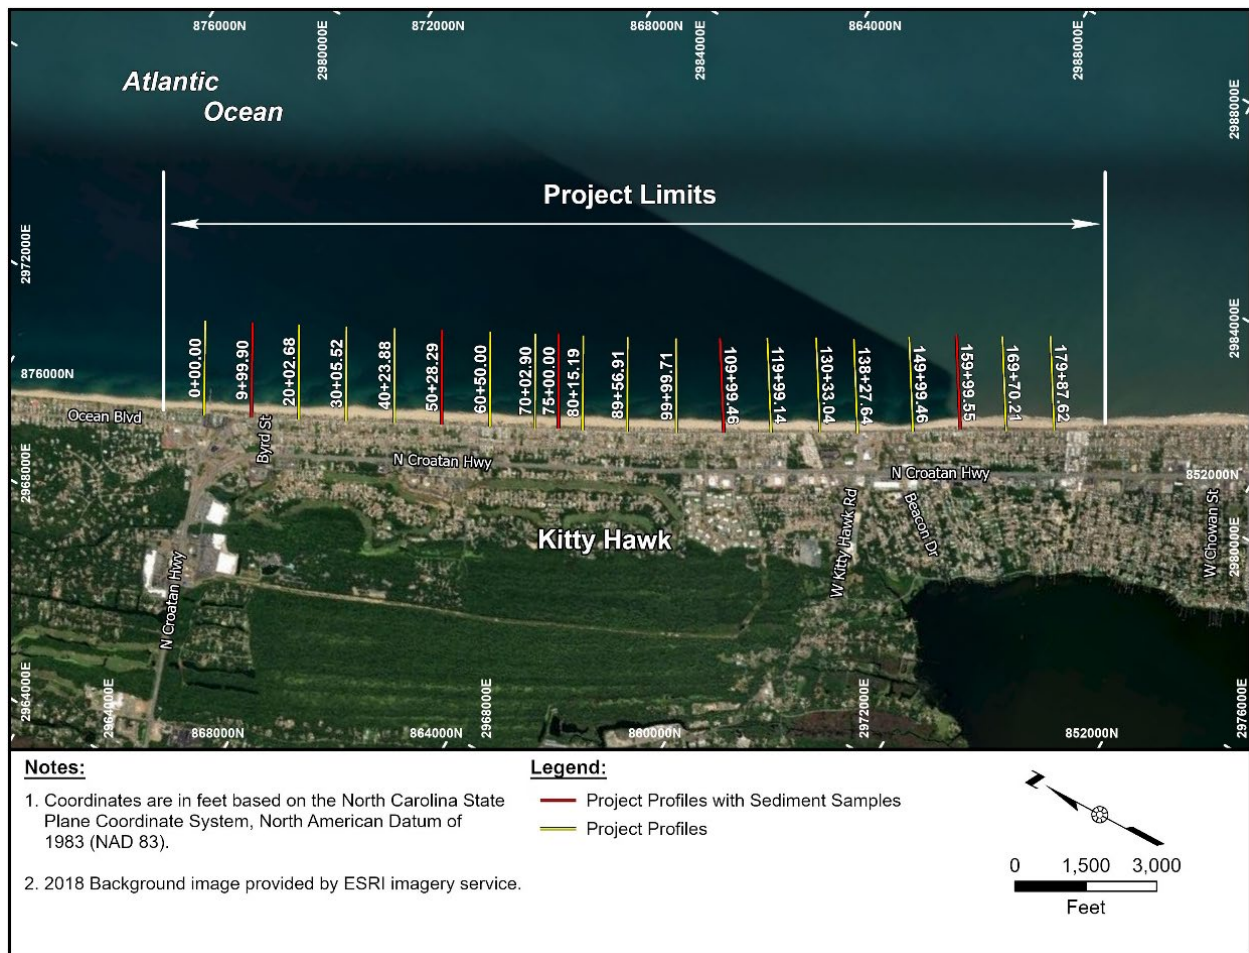 876000N
2980000E
872000N
868000N
2984000E
864000N
2988000E
2988000E
Atlantic
Ocean
Project Limits
2972000E
2984000E
876000N
0+00.00
9+99.90
20+02.68
30+05.52
40+23.88
50+28.29
60+50.00
70+02.90
75+00.00
80+15.19
89+56.91
99+99.71
109+99.46
119+99.14
130+33.04
138+27.64
149+99.46
159+99.55
169+70.21
179+87.62
Ocean Blvd
Byrd St
N Croatan Hwy
N Croatan Hwy
852000N
2968000E
Kitty Hawk
W Kitty Hawk Rd
Beacon Dr
W Chowan St
2980000E
N Croatan Hwy
2964000E
2964000E
2968000E
2972000E
2976000E
868000N
864000N
860000N
852000N
Notes:
1. Coordinates are in feet based on the North Carolina State
Plane Coordinate System, North American Datum of
1983 (NAD 83).
2. 2018 Background image provided by ESRI imagery service.
Legend:
Project Profiles with Sediment Samples
Project Profiles
N
0 1,500 3,000
Feet